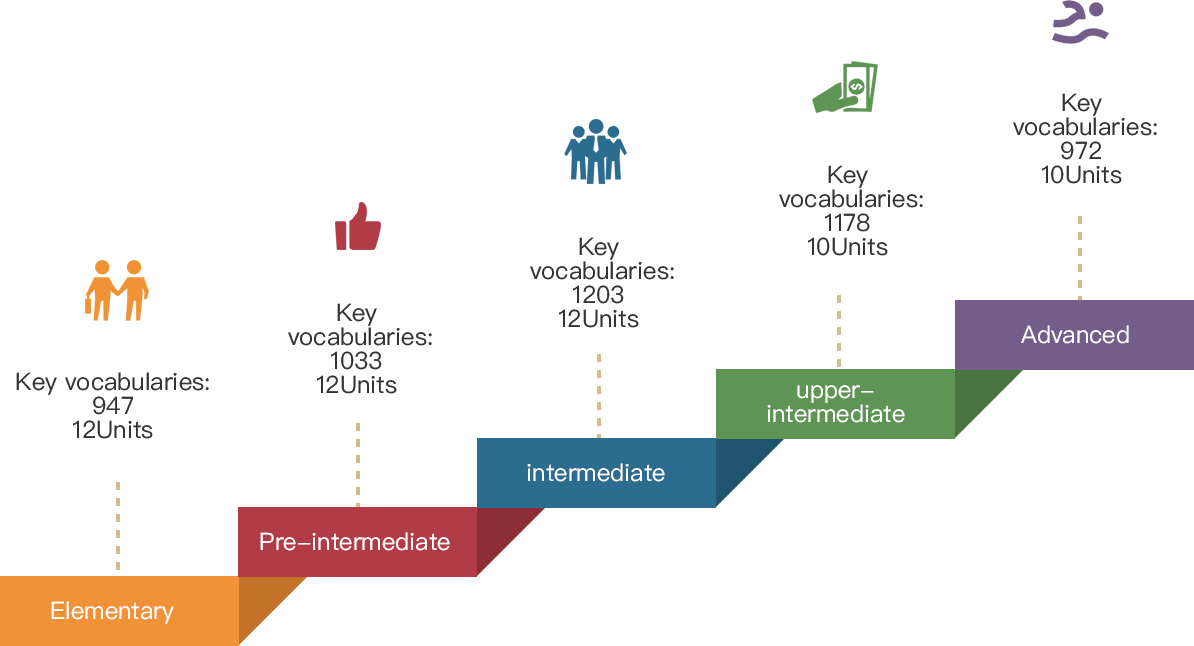 Key vocabularies:
947
12Units
Elementary
Key
vocabularies:
1033
12Units
Pre-intermediate
Key
vocabularies:
1203
12Units
intermediate
Key
vocabularies:
1178
10Units
upper-
intermediate
Key
vocabularies:
972
10Units
Advanced